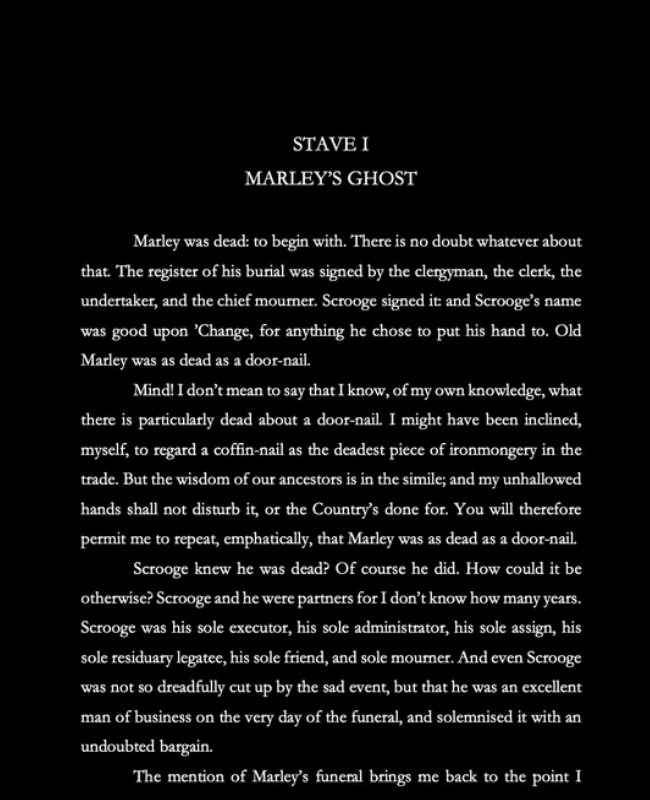 STAVE I
MARLEY’S GHOST
Marley was dead: to begin with. There is no doubt whatever about
that. The register of his burial was signed by the clergyman, the clerk, the
undertaker, and the chief mourner. Scrooge signed it: and Scrooge’s name
was good upon ’Change, for anything he chose to put his hand to. Old
Marley was as dead as a door-nail.
Mind! I don’t mean to say that I know, of my own knowledge, what
there is particularly dead about a door-nail. I might have been inclined,
myself, to regard a coffin-nail as the deadest piece of ironmongery in the
trade. But the wisdom of our ancestors is in the simile; and my unhallowed
hands shall not disturb it, or the Country’s done for. You will therefore
permit me to repeat, emphatically, that Marley was as dead as a door-nail.
Scrooge knew he was dead? Of course he did. How could it be
otherwise? Scrooge and he were partners for I don’t know how many years.
Scrooge was his sole executor, his sole administrator, his sole assign, his
sole residuary legatee, his sole friend, and sole mourner. And even Scrooge
was not so dreadfully cut up by the sad event, but that he was an excellent
man of business on the very day of the funeral, and solemnised it with an
undoubted bargain.
The mention of Marley’s funeral brings me back to the point I